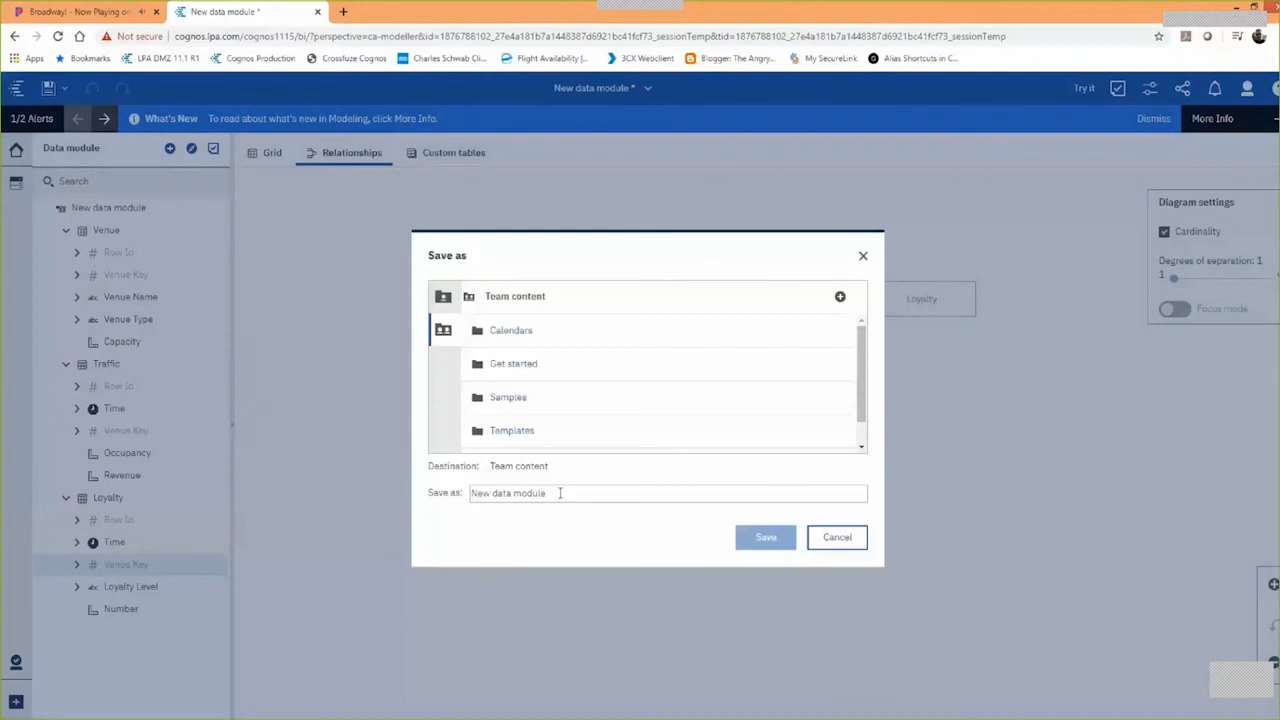 Broadway! - Now Playing on
New data module *
Not secure
cognos.lpa.com/cognos1115/bi/?perspective=ca-modeller&id=1876788102_27e4a181b7a1448387d6921bc41fcf73_sessionTemp&tid=1876788102_27e4a181b7a1448387d6921bc41fcf73_sessionTemp
Apps Bookmarks LPA DMZ 11.1 R1 Cognos Production Crossfuze Cognos Charles Schwab Cli... Flight Availability |... 3CX Webclient Blogger: The Angry... My SecureLink Alias Shortcuts in C...
New data module * Try it
1/2 Alerts What's New To read about what's new in Modeling, click More Info. Dismiss More Info
Data module Grid Relationships Custom tables
Search
New data module
Venue
Row Id
Venue Key
Venue Name
Venue Type
Capacity
Traffic
Row Id
Time
Venue Key
Occupancy
Revenue
Loyalty
Row Id
Time
Venue Key
Loyalty Level
Number
Save as
Team content
Calendars
Get started
Samples
Templates
Destination: Team content
Save as: New data module
Save Cancel
Loyalty
Diagram settings
Cardinality
Degrees of separation: 1
1
Focus mode